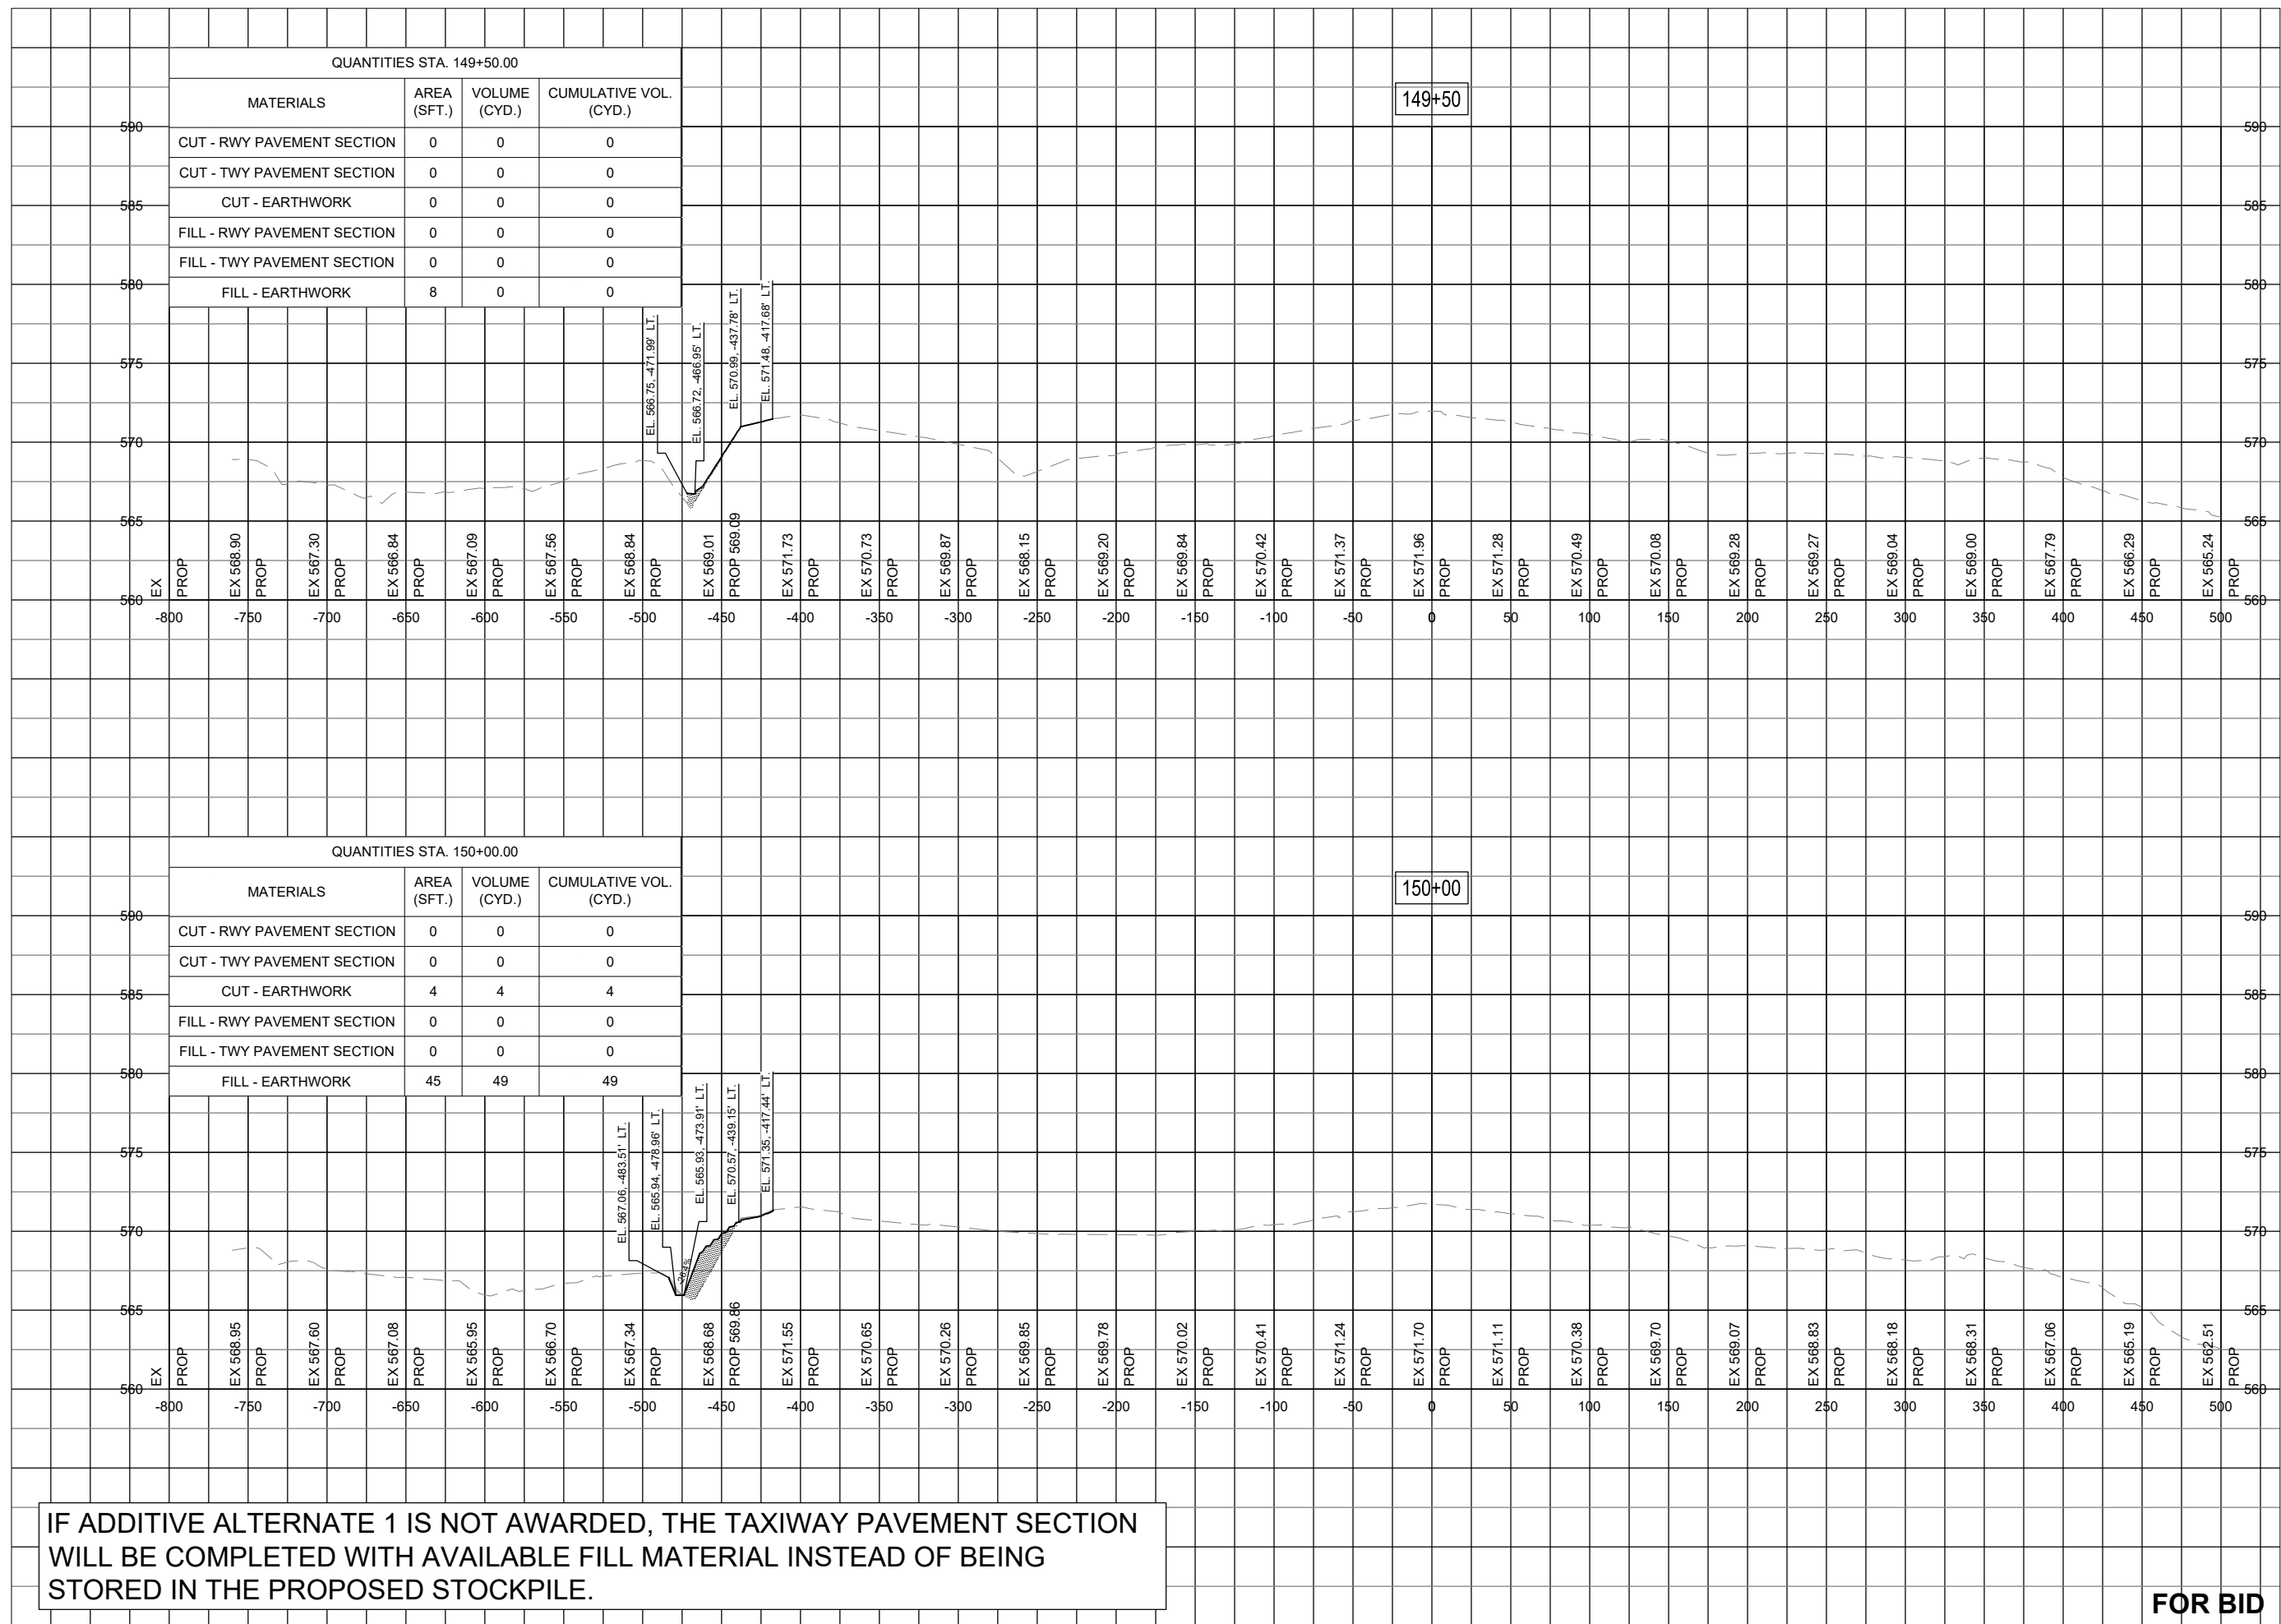 QUANTITIES STA. 149+50.00
MATERIALS AREA (SFT.) VOLUME (CYD.) CUMULATIVE VOL. (CYD.)
CUT - RWY PAVEMENT SECTION 0 0 0
CUT - TWY PAVEMENT SECTION 0 0 0
CUT - EARTHWORK 0 0 0
FILL - RWY PAVEMENT SECTION 0 0 0
FILL - TWY PAVEMENT SECTION 0 0 0
FILL - EARTHWORK 8 0 0
149+50
590 590
585 585
580 580
575 575
570 570
565 565
560 560
EL. 566.75, -471.99' LT.
EL. 566.72, -466.95' LT.
EL. 570.99, -437.78' LT.
EL. 571.48, -417.68' LT.
EX PROP
EX 568.90 PROP
EX 567.30 PROP
EX 566.84 PROP
EX 567.09 PROP
EX 567.56 PROP
EX 568.84 PROP
EX 569.01 PROP 569.09
EX 571.73 PROP
EX 570.73 PROP
EX 569.87 PROP
EX 568.15 PROP
EX 569.20 PROP
EX 569.84 PROP
EX 570.42 PROP
EX 571.37 PROP
EX 571.96 PROP
EX 571.28 PROP
EX 570.49 PROP
EX 570.08 PROP
EX 569.28 PROP
EX 569.27 PROP
EX 569.04 PROP
EX 569.00 PROP
EX 567.79 PROP
EX 566.29 PROP
EX 565.24 PROP
-800 -750 -700 -650 -600 -550 -500 -450 -400 -350 -300 -250 -200 -150 -100 -50 0 50 100 150 200 250 300 350 400 450 500
QUANTITIES STA. 150+00.00
MATERIALS AREA (SFT.) VOLUME (CYD.) CUMULATIVE VOL. (CYD.)
CUT - RWY PAVEMENT SECTION 0 0 0
CUT - TWY PAVEMENT SECTION 0 0 0
CUT - EARTHWORK 4 4 4
FILL - RWY PAVEMENT SECTION 0 0 0
FILL - TWY PAVEMENT SECTION 0 0 0
FILL - EARTHWORK 45 49 49
150+00
590 590
585 585
580 580
575 575
570 570
565 565
560 560
EL. 567.06, -483.51' LT.
EL. 565.94, -478.96' LT.
EL. 565.93, -473.91' LT.
EL. 570.57, -439.15' LT.
EL. 571.35, -417.44' LT.
EX PROP
EX 568.95 PROP
EX 567.60 PROP
EX 567.08 PROP
EX 565.95 PROP
EX 566.70 PROP
EX 567.34 PROP
EX 568.68 PROP 569.86
EX 571.55 PROP
EX 570.65 PROP
EX 570.26 PROP
EX 569.85 PROP
EX 569.78 PROP
EX 570.02 PROP
EX 570.41 PROP
EX 571.24 PROP
EX 571.70 PROP
EX 571.11 PROP
EX 570.38 PROP
EX 569.70 PROP
EX 569.07 PROP
EX 568.83 PROP
EX 568.18 PROP
EX 568.31 PROP
EX 567.06 PROP
EX 565.19 PROP
EX 562.51 PROP
-800 -750 -700 -650 -600 -550 -500 -450 -400 -350 -300 -250 -200 -150 -100 -50 0 50 100 150 200 250 300 350 400 450 500
IF ADDITIVE ALTERNATE 1 IS NOT AWARDED, THE TAXIWAY PAVEMENT SECTION
WILL BE COMPLETED WITH AVAILABLE FILL MATERIAL INSTEAD OF BEING
STORED IN THE PROPOSED STOCKPILE.
FOR BID